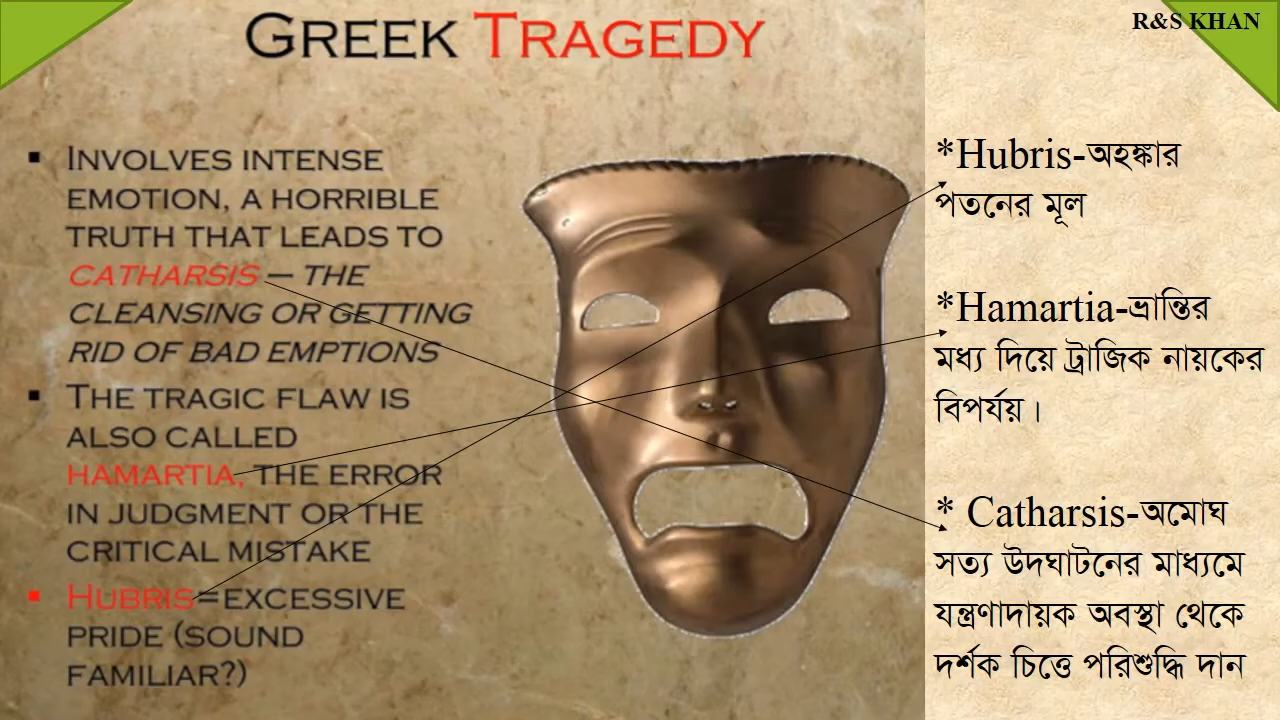 GREEK TRAGEDY
R&S KHAN
▪ INVOLVES INTENSE
EMOTION, A HORRIBLE
TRUTH THAT LEADS TO
CATHARSIS – THE
CLEANSING OR GETTING
RID OF BAD EMPTIONS
▪ THE TRAGIC FLAW IS
ALSO CALLED
HAMARTIA, THE ERROR
IN JUDGMENT OR THE
CRITICAL MISTAKE
▪ HUBRIS=EXCESSIVE
PRIDE (SOUND
FAMILIAR?)
*Hubris-অহঙ্কার
পতনের মূল
*Hamartia-ভ্রান্তির
মধ্য দিয়ে ট্রাজিক নায়কের
বিপর্যয়।
* Catharsis-অমোঘ
সত্য উদঘাটনের মাধ্যমে
যন্ত্রণাদায়ক অবস্থা থেকে
দর্শক চিত্তে পরিশুদ্ধি দান